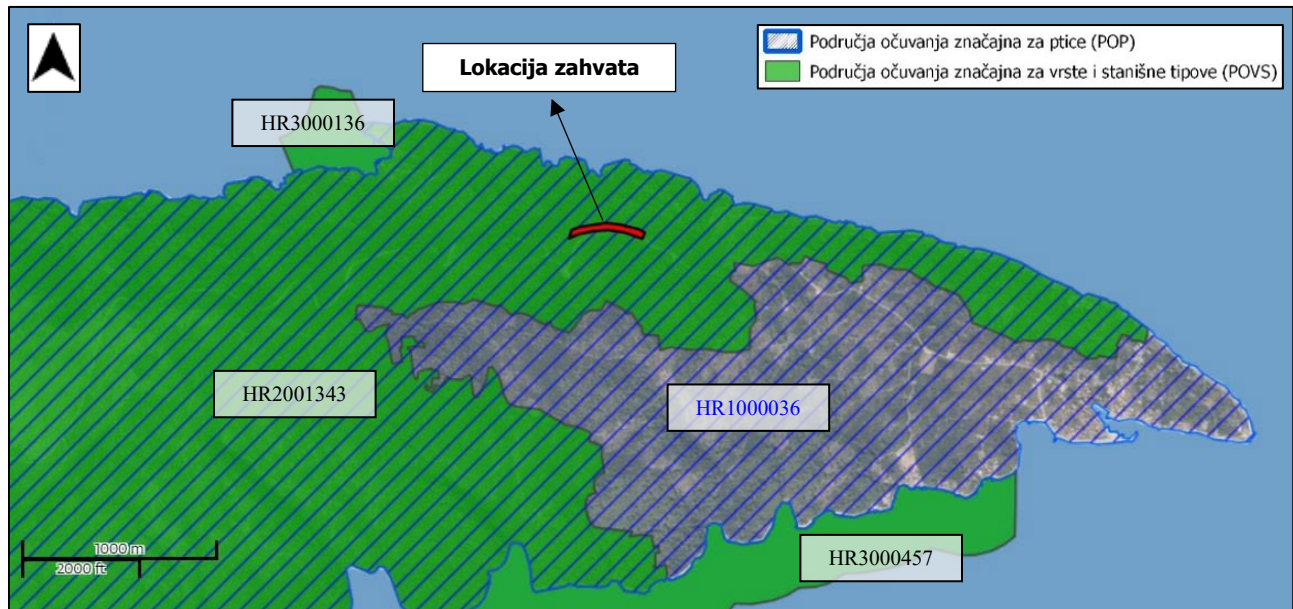 Lokacija zahvata
Područja očuvanja značajna za ptice (POP)
Područja očuvanja značajna za vrste i stanišne tipove (POVS)
HR3000136
HR2001343
HR1000036
HR3000457
1000 m
2000 ft